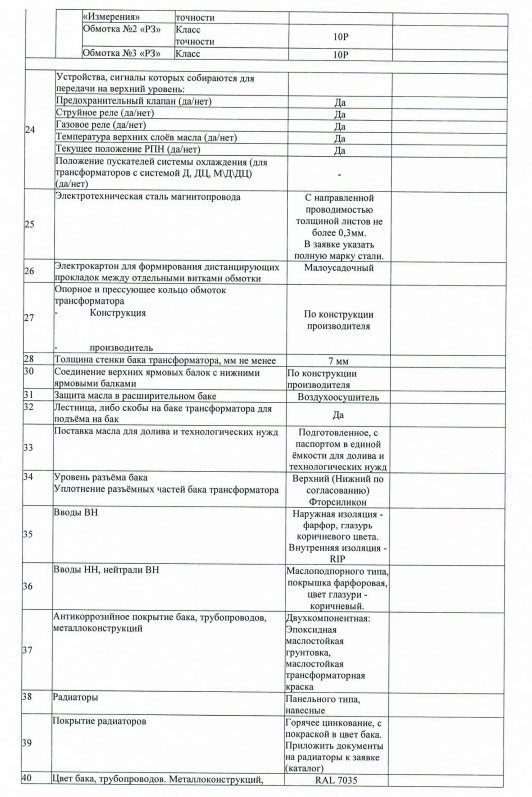 «Измерения»
точности
Обмотка №2 «РЗ»
Класс
точности
10P
Обмотка №3 «РЗ»
Класс
10P
24
Устройства, сигналы которых собираются для
передачи на верхний уровень:
Предохранительный клапан (да/нет)
Да
Струйное реле (да/нет)
Да
Газовое реле (да/нет)
Да
Температура верхних слоёв масла (да/нет)
Да
Текущее положение РПН (да/нет)
Да
Положение пускателей системы охлаждения (для
трансформаторов с системой Д, ДЦ, М\Д\ДЦ)
(да/нет)
-
25
Электротехническая сталь магнитопровода
С направленной
проводимостью
толщиной листов не
более 0,3мм.
В заявке указать
полную марку стали.
26
Электрокартон для формирования дистанцирующих
прокладок между отдельными витками обмотки
Малоусадочный
27
Опорное и прессующее кольцо обмоток
трансформатора
- Конструкция
- производитель
По конструкции
производителя
28
Толщина стенки бака трансформатора, мм не менее
7 мм
30
Соединение верхних ярмовых балок с нижними
ярмовыми балками
По конструкции
производителя
31
Защита масла в расширительном баке
Воздухоосушитель
32
Лестница, либо скобы на баке трансформатора для
подъёма на бак
Да
33
Поставка масла для долива и технологических нужд
Подготовленное, с
паспортом в единой
ёмкости для долива и
технологических нужд
34
Уровень разъёма бака
Уплотнение разъёмных частей бака трансформатора
Верхний (Нижний по
согласованию)
Фторсиликон
35
Вводы ВН
Наружная изоляция -
фарфор, глазурь
коричневого цвета.
Внутренняя изоляция -
RIP
36
Вводы НН, нейтрали ВН
Маслоподпорного типа,
покрышка фарфоровая,
цвет глазури -
коричневый.
37
Антикоррозийное покрытие бака, трубопроводов,
металлоконструкций
Двухкомпонентная:
Эпоксидная
маслостойкая
грунтовка,
маслостойкая
трансформаторная
краска
38
Радиаторы
Панельного типа,
навесные
39
Покрытие радиаторов
Горячее цинкование, с
покраской в цвет бака.
Приложить документы
на радиаторы к заявке
(каталог)
40
Цвет бака, трубопроводов. Металлоконструкций,
RAL 7035